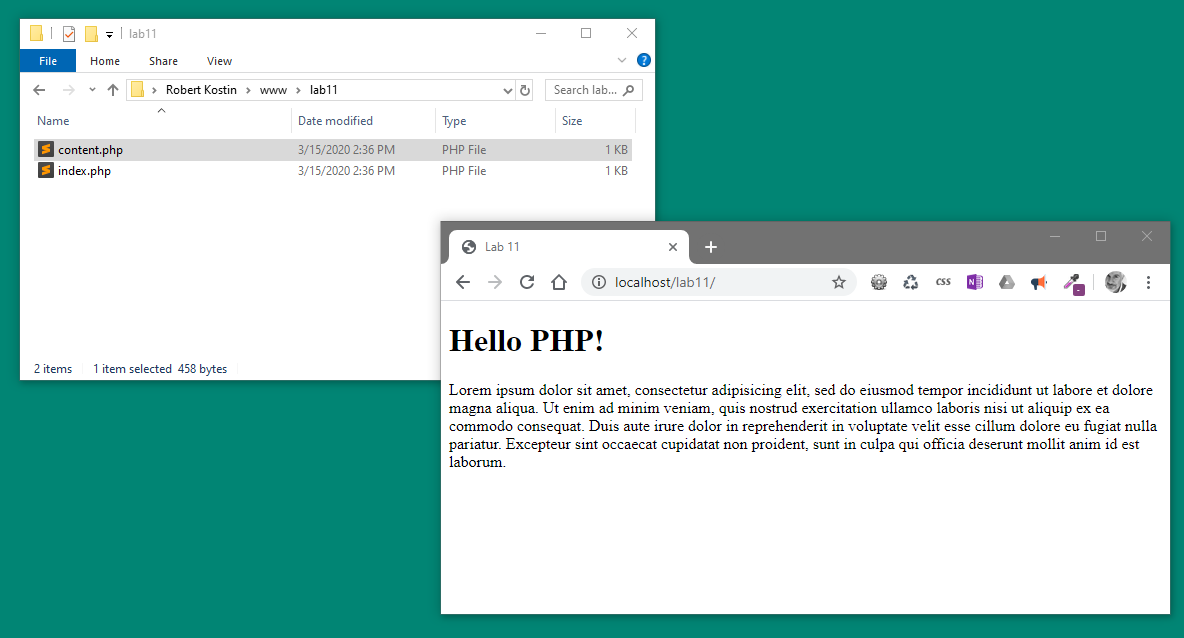 lab11
File Home Share View
Robert Kostin www lab11
Search lab...
Name Date modified Type Size
content.php 3/15/2020 2:36 PM PHP File 1 KB
index.php 3/15/2020 2:36 PM PHP File 1 KB
2 items 1 item selected 458 bytes
Lab 11
localhost/lab11/
CSS
N
Hello PHP!
Lorem ipsum dolor sit amet, consectetur adipisicing elit, sed do eiusmod tempor incididunt ut labore et dolore
magna aliqua. Ut enim ad minim veniam, quis nostrud exercitation ullamco laboris nisi ut aliquip ex ea
commodo consequat. Duis aute irure dolor in reprehenderit in voluptate velit esse cillum dolore eu fugiat nulla
pariatur. Excepteur sint occaecat cupidatat non proident, sunt in culpa qui officia deserunt mollit anim id est
laborum.